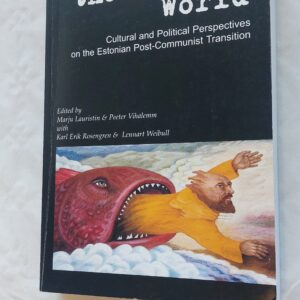 the
World
Cultural and Political Perspectives
on the Estonian Post-Communist Transition
Edited by
Marju Lauristin & Peeter Vihalemm
with
Karl Erik Rosengren & Lennart Weibull